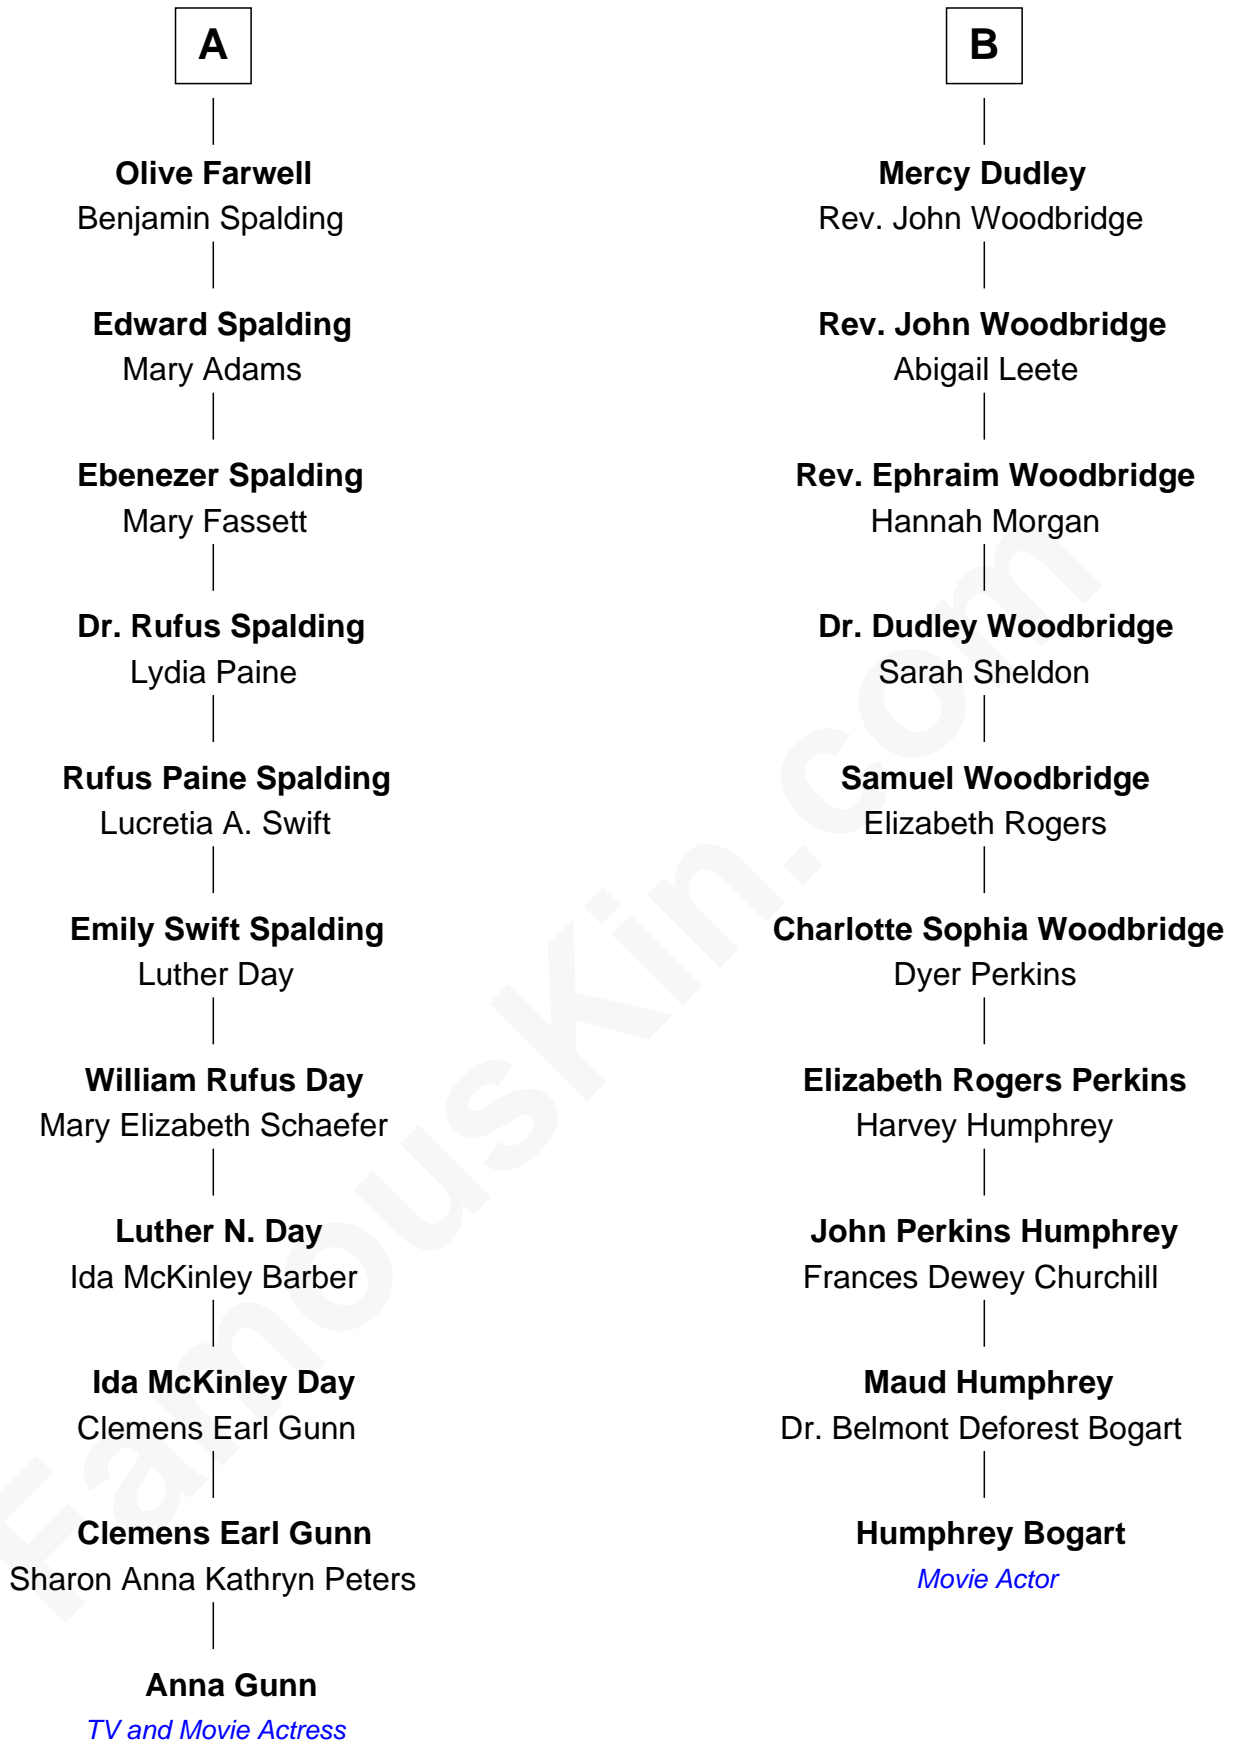 A
Olive Farwell
Benjamin Spalding
Edward Spalding
Mary Adams
Ebenezer Spalding
Mary Fassett
Dr. Rufus Spalding
Lydia Paine
Rufus Paine Spalding
Lucretia A. Swift
Emily Swift Spalding
Luther Day
William Rufus Day
Mary Elizabeth Schaefer
Luther N. Day
Ida McKinley Barber
Ida McKinley Day
Clemens Earl Gunn
Clemens Earl Gunn
Sharon Anna Kathryn Peters
Anna Gunn
TV and Movie Actress
B
Mercy Dudley
Rev. John Woodbridge
Rev. John Woodbridge
Abigail Leete
Rev. Ephraim Woodbridge
Hannah Morgan
Dr. Dudley Woodbridge
Sarah Sheldon
Samuel Woodbridge
Elizabeth Rogers
Charlotte Sophia Woodbridge
Dyer Perkins
Elizabeth Rogers Perkins
Harvey Humphrey
John Perkins Humphrey
Frances Dewey Churchill
Maud Humphrey
Dr. Belmont Deforest Bogart
Humphrey Bogart
Movie Actor
FamousKin.com